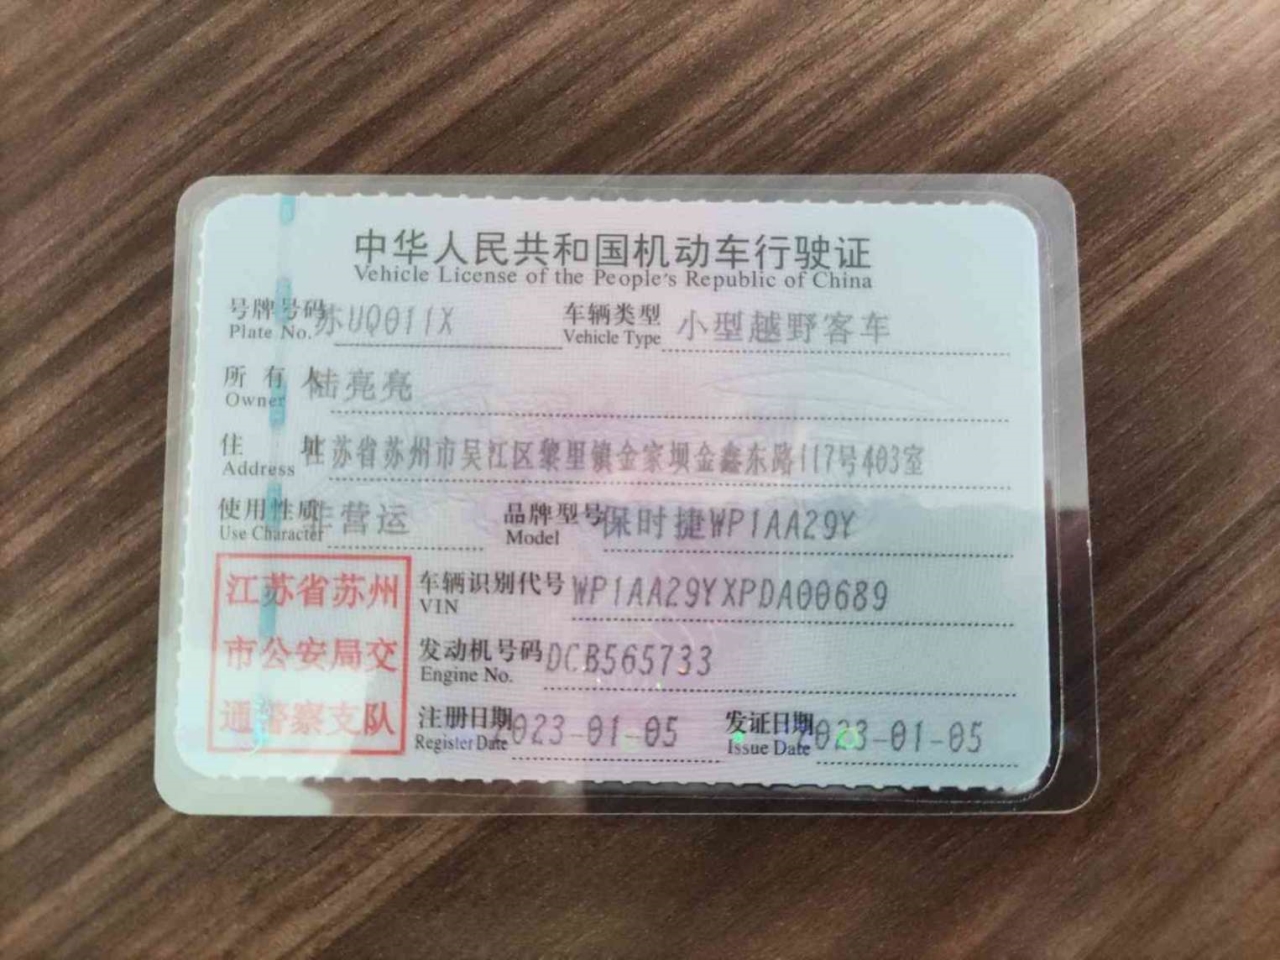 中华人民共和国机动车行驶证
Vehicle License of the People's Republic of China
号牌号码 苏UQ011X 车辆类型 小型越野客车
Plate No. Vehicle Type
所有人 陆亮亮
Owner
住址 江苏省苏州市吴江区黎里镇金家坝金鑫东路117号403室
Address
使用性质 非营运 品牌型号 保时捷WP1AA29Y
Use Character Model
江苏省苏州
市公安局交
通警察支队
车辆识别代号 WP1AA29YXPDA00689
VIN
发动机号码 DCB565733
Engine No.
注册日期 2023-01-05 发证日期 2023-01-05
Register Date Issue Date